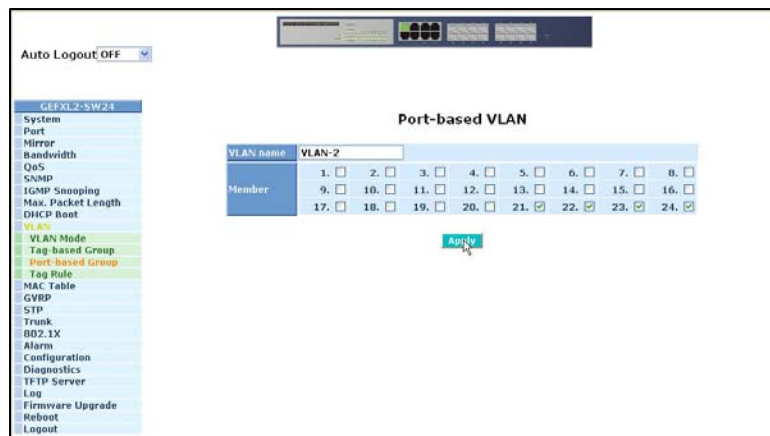 Auto Logout OFF
GEFXL2-SW24
System
Port
Mirror
Bandwidth
QoS
SNMP
IGMP Snooping
Max. Packet Length
DHCP Boot
VLAN
VLAN Mode
Tag-based Group
Port-based Group
Tag Rule
MAC Table
GVRP
STP
Trunk
802.1X
Alarm
Configuration
Diagnostics
TFTP Server
Log
Firmware Upgrade
Reboot
Logout
Port-based VLAN
VLAN name VLAN-2
Member
1. 2. 3. 4. 5. 6. 7. 8.
9. 10. 11. 12. 13. 14. 15. 16.
17. 18. 19. 20. 21. 22. 23. 24.
Apply